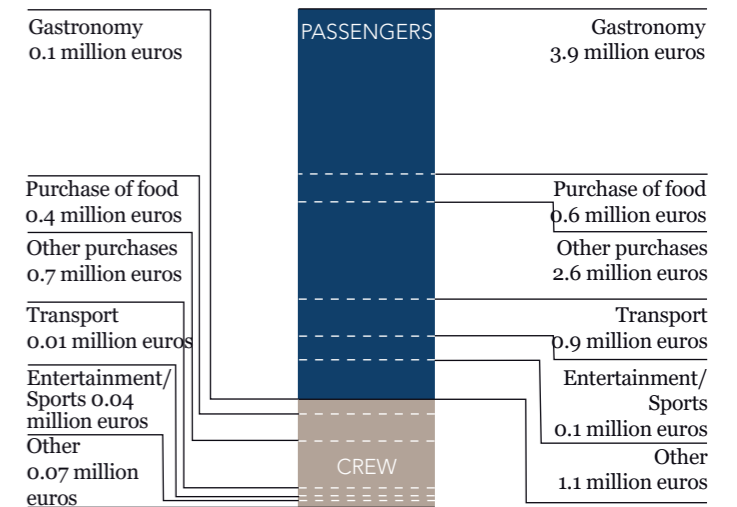 Gastronomy
0.1 million euros
Purchase of food
0.4 million euros
Other purchases
0.7 million euros
Transport
0.01 million euros
Entertainment/
Sports 0.04
million euros
Other
0.07 million
euros
PASSENGERS
CREW
Gastronomy
3.9 million euros
Purchase of food
0.6 million euros
Other purchases
2.6 million euros
Transport
0.9 million euros
Entertainment/
Sports
0.1 million euros
Other
1.1 million euros